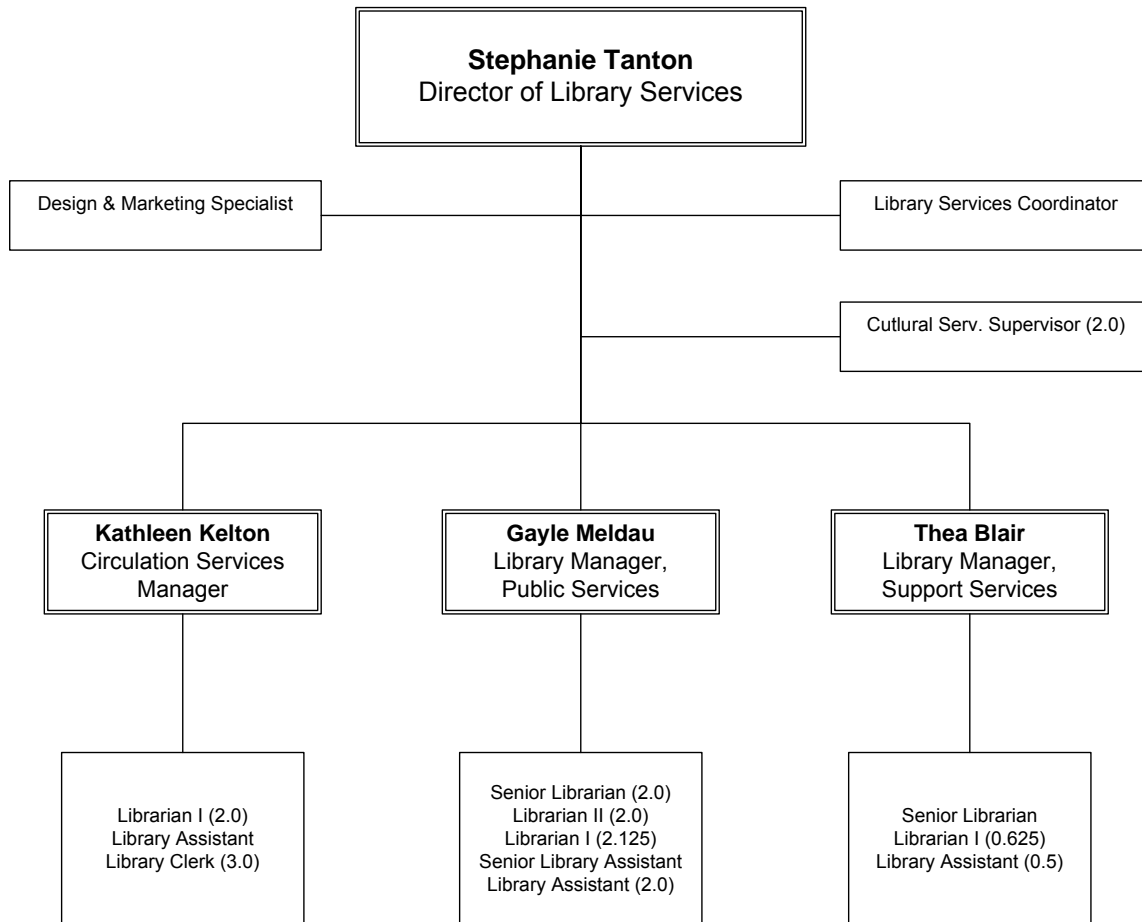 Stephanie Tanton
Director of Library Services
Design & Marketing Specialist
Library Services Coordinator
Cutlural Serv. Supervisor (2.0)
Kathleen Kelton
Circulation Services
Manager
Gayle Meldau
Library Manager,
Public Services
Thea Blair
Library Manager,
Support Services
Librarian I (2.0)
Library Assistant
Library Clerk (3.0)
Senior Librarian (2.0)
Librarian II (2.0)
Librarian I (2.125)
Senior Library Assistant
Library Assistant (2.0)
Senior Librarian
Librarian I (0.625)
Library Assistant (0.5)